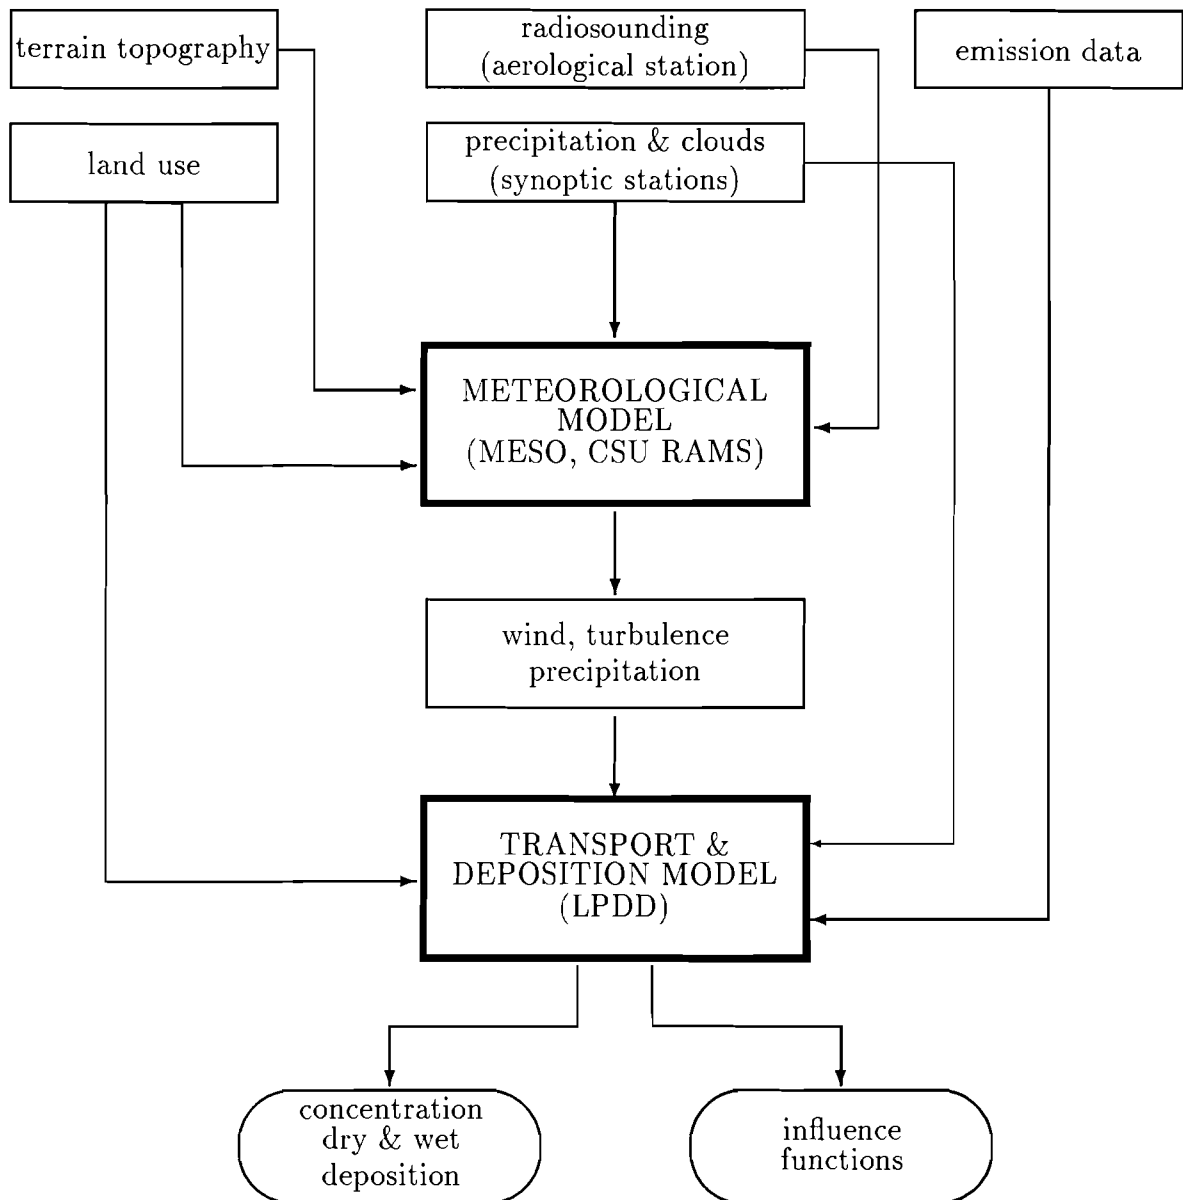 terrain topography
radiosounding
(aerological station)
emission data
land use
precipitation & clouds
(synoptic stations)
METEOROLOGICAL
MODEL
(MESO, CSU RAMS)
wind, turbulence
precipitation
TRANSPORT &
DEPOSITION MODEL
(LPDD)
concentration
dry & wet
deposition
influence
functions